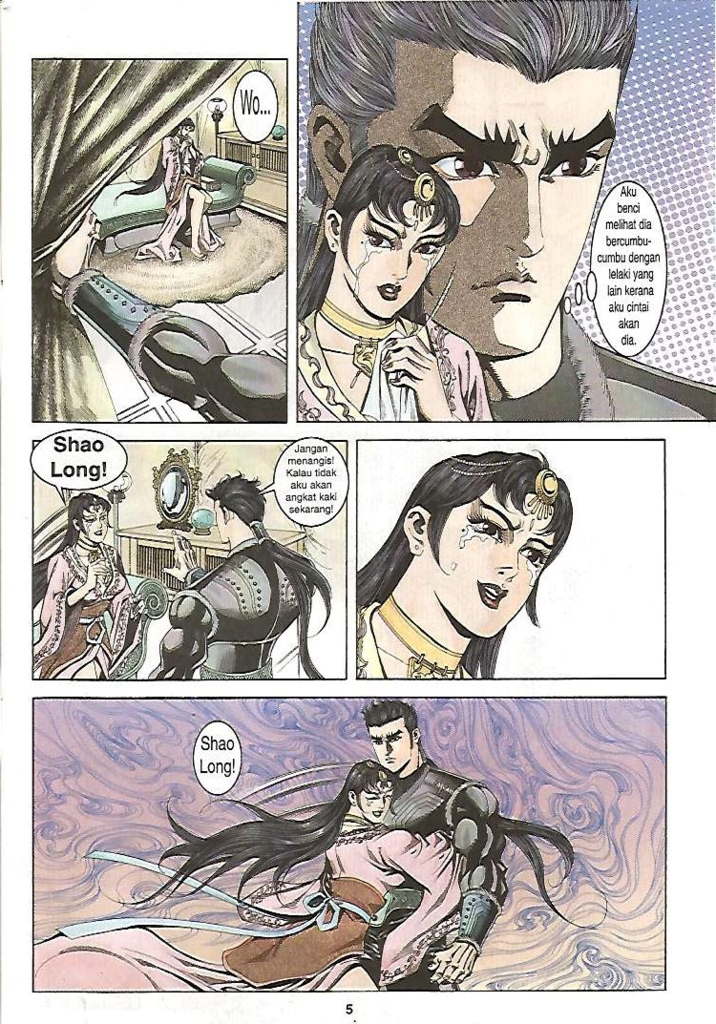 Wo...
Aku
benci
melihat dia
bercumbu-
cumbu dengan
lelaki yang
lain kerana
aku cintai
akan
dia.
Shao
Long!
Jangan
menangis!
Kalau tidak
aku akan
angkat kaki
sekarang!
Shao
Long!
5